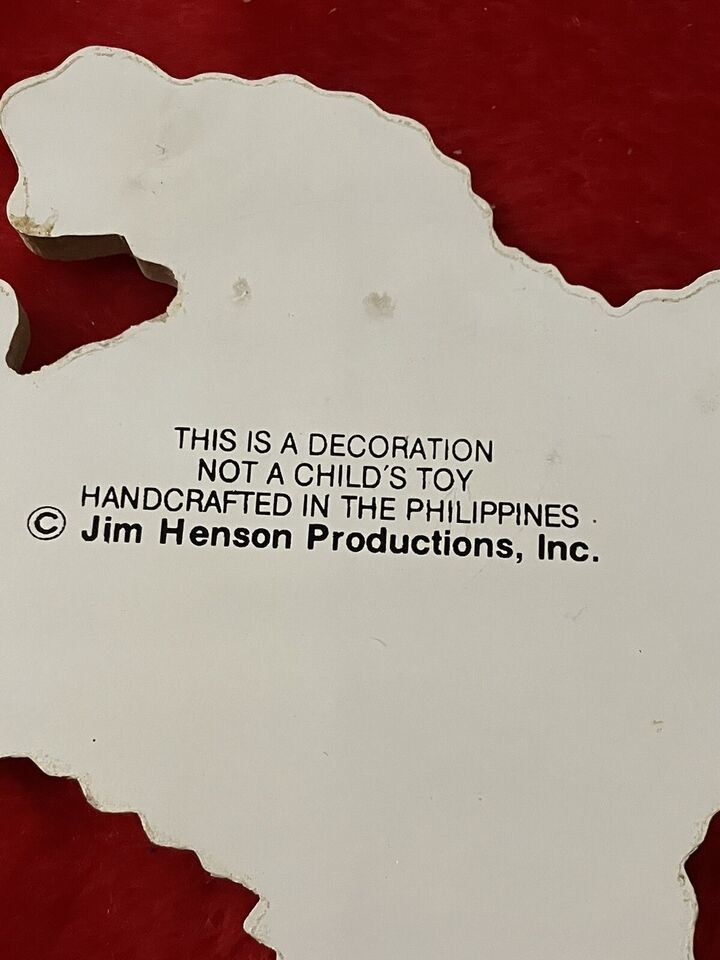 THIS IS A DECORATION
NOT A CHILD'S TOY
HANDCRAFTED IN THE PHILIPPINES .
© Jim Henson Productions, Inc.